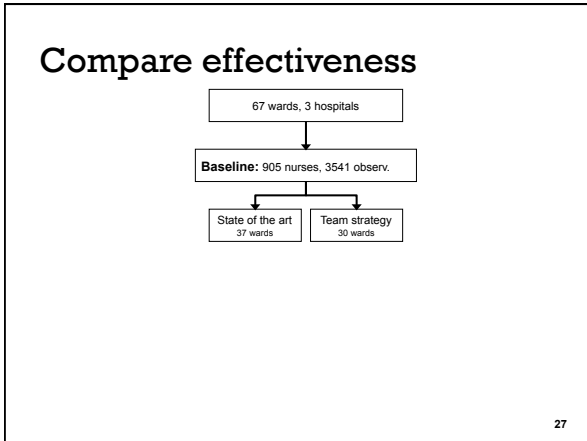 Compare effectiveness
67 wards, 3 hospitals
Baseline: 905 nurses, 3541 observ.
State of the art
37 wards
Team strategy
30 wards
27